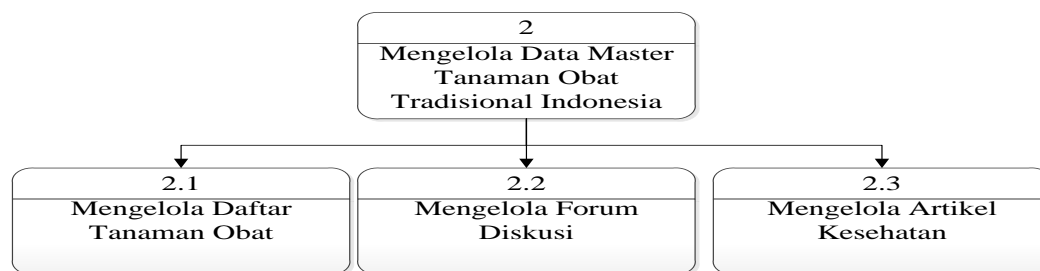 2
Mengelola Data Master
Tanaman Obat
Tradisional Indonesia
2.1
Mengelola Daftar
Tanaman Obat
2.2
Mengelola Forum
Diskusi
2.3
Mengelola Artikel
Kesehatan